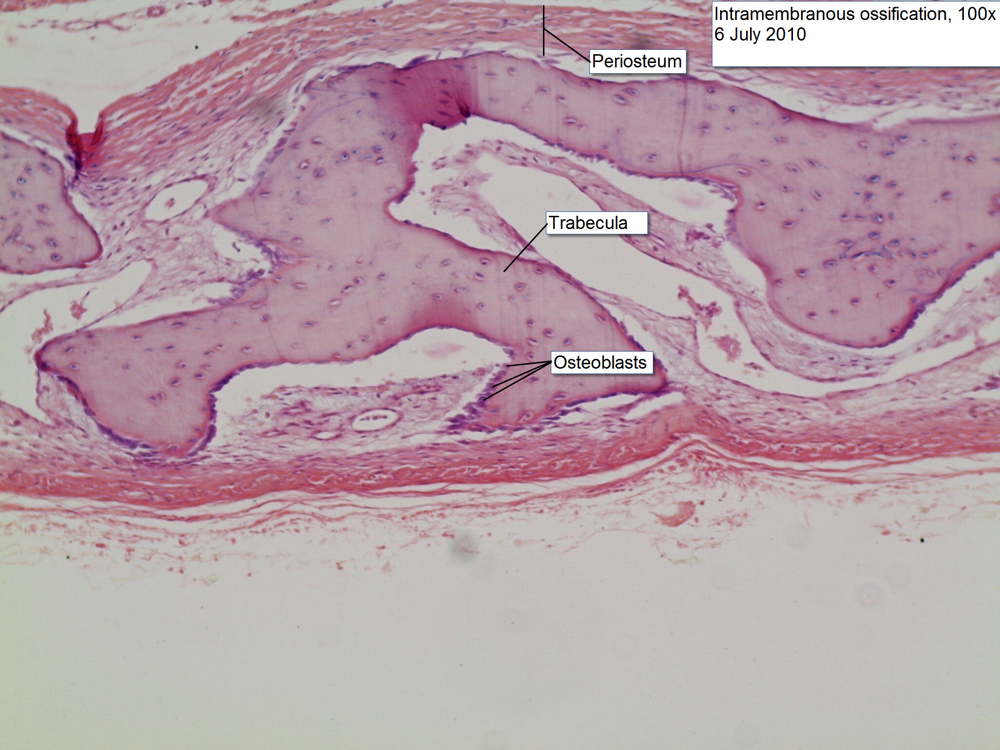 Intramembranous ossification, 100x
6 July 2010
Periosteum
Trabecula
Osteoblasts